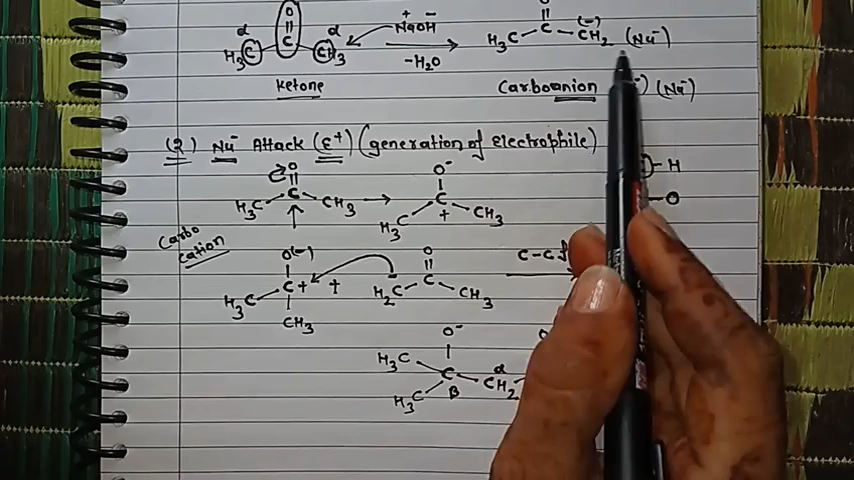 O + -
α O α NaOH O (-)
H3C C CH3 -H2O H3C - C - CH2 (Nu-)
Ketone Carboanion -) (Nu-)
(2) Nu- Attack (E+) (generation of Electrophile)
O O- - H
H3C C CH3 → C - O
Carbo cation H3C + CH3
O(-) O C-C f
H3C C+ + H2C- C CH3
CH3
O- O
H3C C α CH2
H3C β